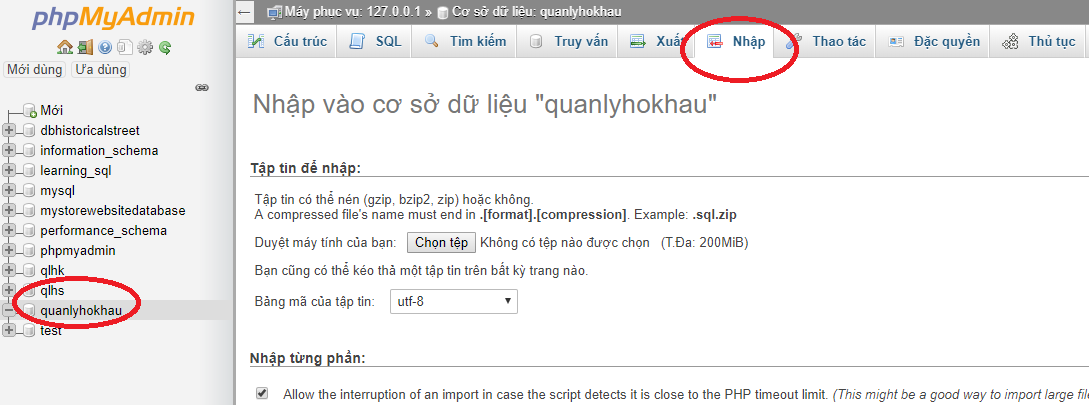 phpMyAdmin
Mới dùng Ưa dùng
Mới
dbhistoricalstreet
information_schema
learning_sql
mysql
mystorewebsitedatabase
performance_schema
phpmyadmin
qlhk
qlhs
quanlyhokhau
test
Máy phục vụ: 127.0.0.1 » Cơ sở dữ liệu: quanlyhokhau
Cấu trúc SQL Tìm kiếm Truy vấn Xuất Nhập Thao tác Đặc quyền Thủ tục
Nhập vào cơ sở dữ liệu "quanlyhokhau"
Tập tin để nhập:
Tập tin có thể nén (gzip, bzip2, zip) hoặc không.
A compressed file's name must end in .[format].[compression]. Example: .sql.zip
Duyệt máy tính của bạn: Chọn tệp Không có tệp nào được chọn (T.Đa: 200MiB)
Bạn cũng có thể kéo thả một tập tin trên bất kỳ trang nào.
Bảng mã của tập tin: utf-8
Nhập từng phần:
Allow the interruption of an import in case the script detects it is close to the PHP timeout limit. (This might be a good way to import large file